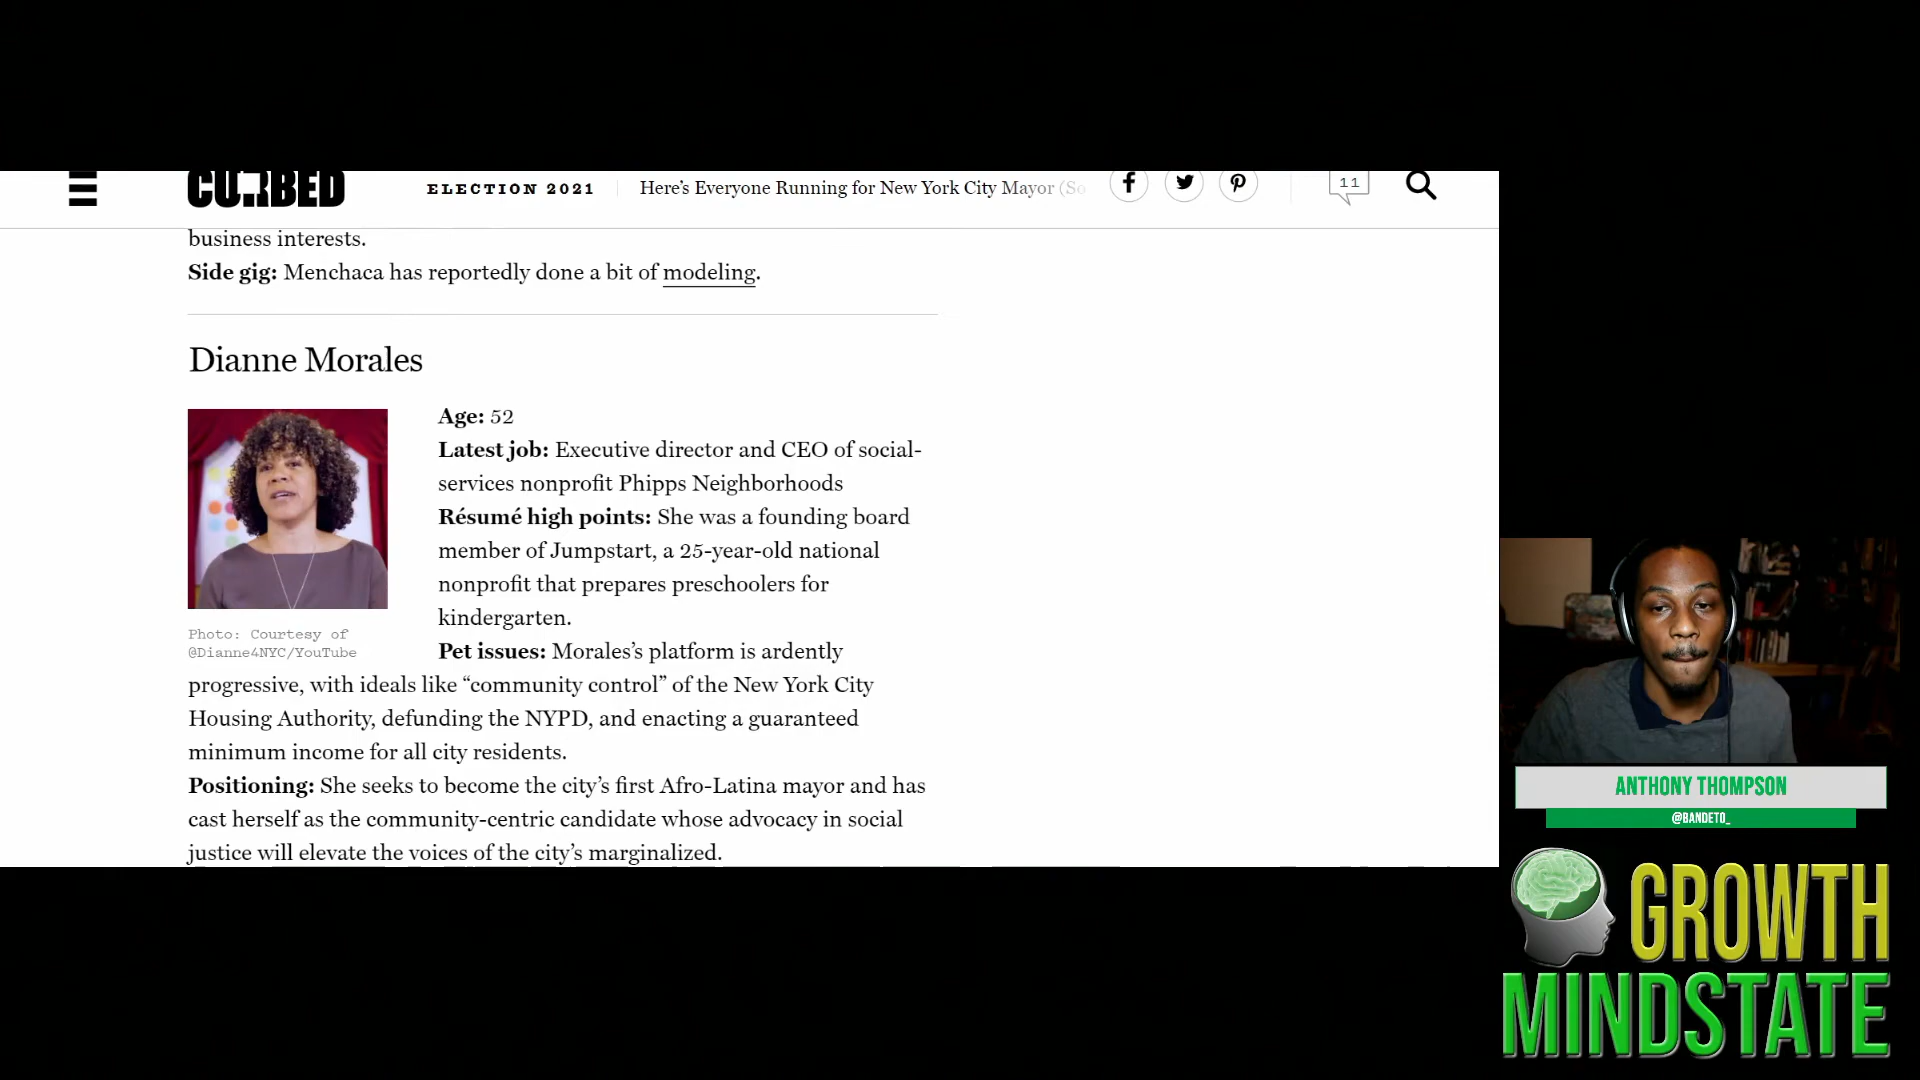 CURBED
ELECTION 2021
Here's Everyone Running for New York City Mayor (So
11
business interests.
Side gig: Menchaca has reportedly done a bit of modeling.
Dianne Morales
Age: 52
Latest job: Executive director and CEO of social-
services nonprofit Phipps Neighborhoods
Résumé high points: She was a founding board
member of Jumpstart, a 25-year-old national
nonprofit that prepares preschoolers for
kindergarten.
Photo: Courtesy of
@Dianne4NYC/YouTube
Pet issues: Morales's platform is ardently
progressive, with ideals like “community control” of the New York City
Housing Authority, defunding the NYPD, and enacting a guaranteed
minimum income for all city residents.
Positioning: She seeks to become the city's first Afro-Latina mayor and has
cast herself as the community-centric candidate whose advocacy in social
justice will elevate the voices of the city's marginalized.
ANTHONY THOMPSON
@BANDETO_
GROWTH
MINDSTATE